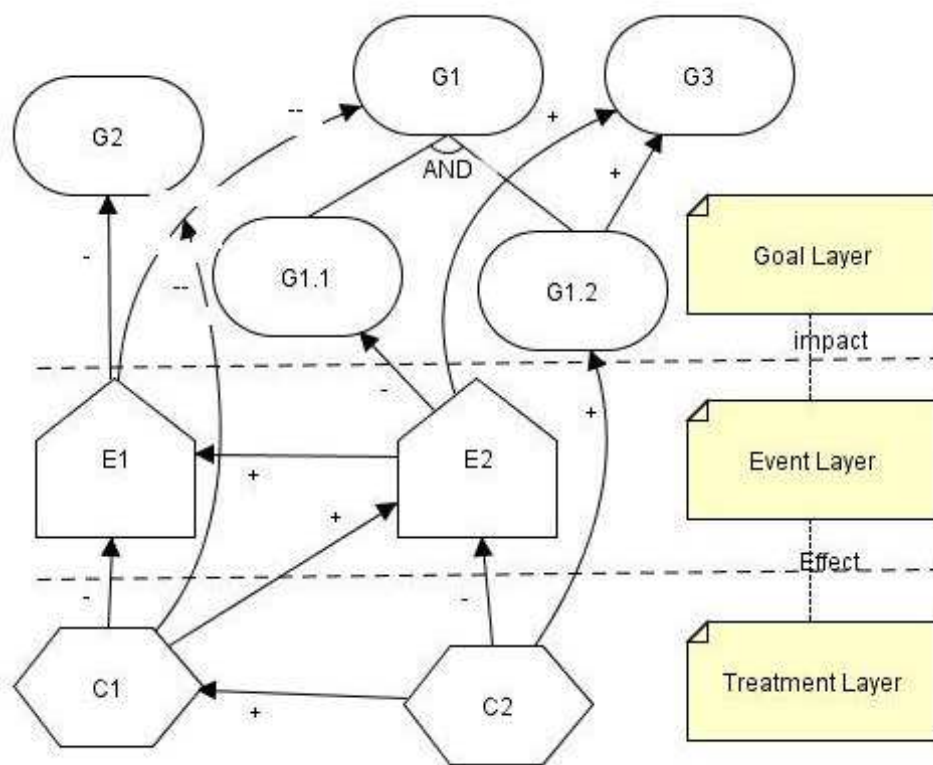 G1
G3
+
--
G2
AND
+
G1.1
G1.2
Goal Layer
-
--
impact
-
+
E1
E2
Event Layer
+
+
Effect
-
-
C1
C2
Treatment Layer
+